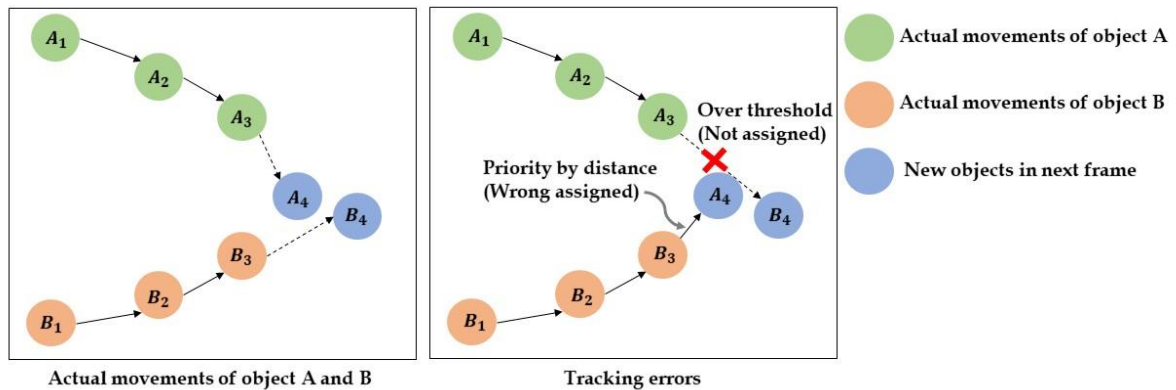 A₁
A₂
A₃
A₄
B₄
B₃
B₂
B₁
Actual movements of object A and B
A₁
A₂
A₃
Over threshold
(Not assigned)
Priority by distance
(Wrong assigned)
A₄
B₄
B₃
B₂
B₁
Tracking errors
Actual movements of object A
Actual movements of object B
New objects in next frame